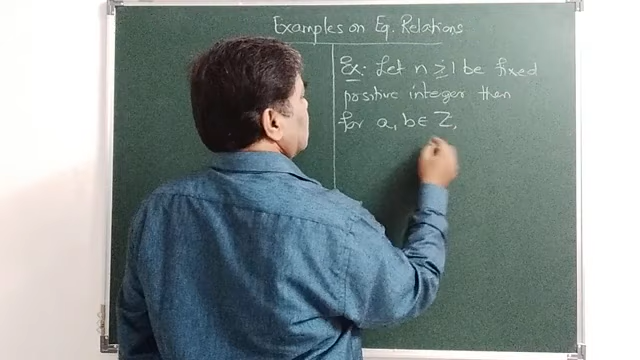 Examples on Eq. Relations
Ex:- Let n ≥ 1 be fixed
positive integer then
for a, b ∈ Z,